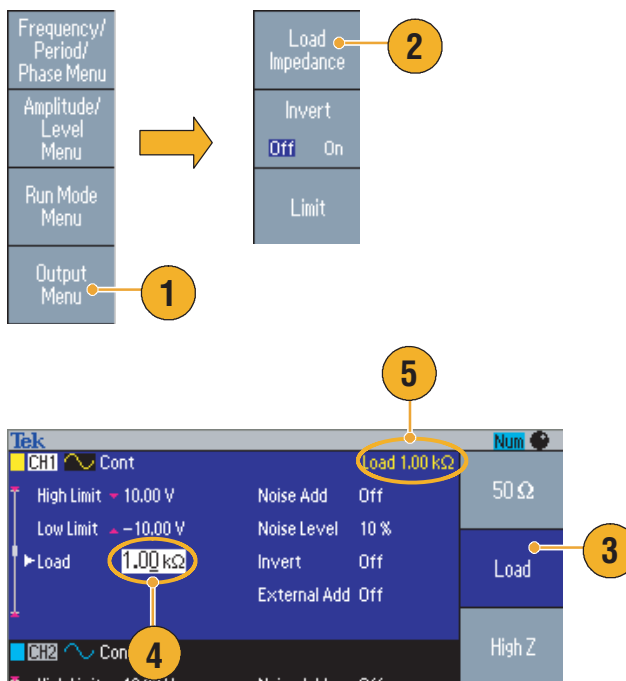 Frequency/
Period/
Phase Menu
Amplitude/
Level
Menu
Run Mode
Menu
Output
Menu
1
Load
Impedance
2
Invert
Off On
Limit
5
Tek
Num
CH1 Cont
Load 1.00 kΩ
High Limit 10.00 V
Noise Add Off
Low Limit –10.00 V
Noise Level 10 %
Load 1.00 kΩ
Invert Off
External Add Off
50 Ω
Load
3
High Z
4
CH2